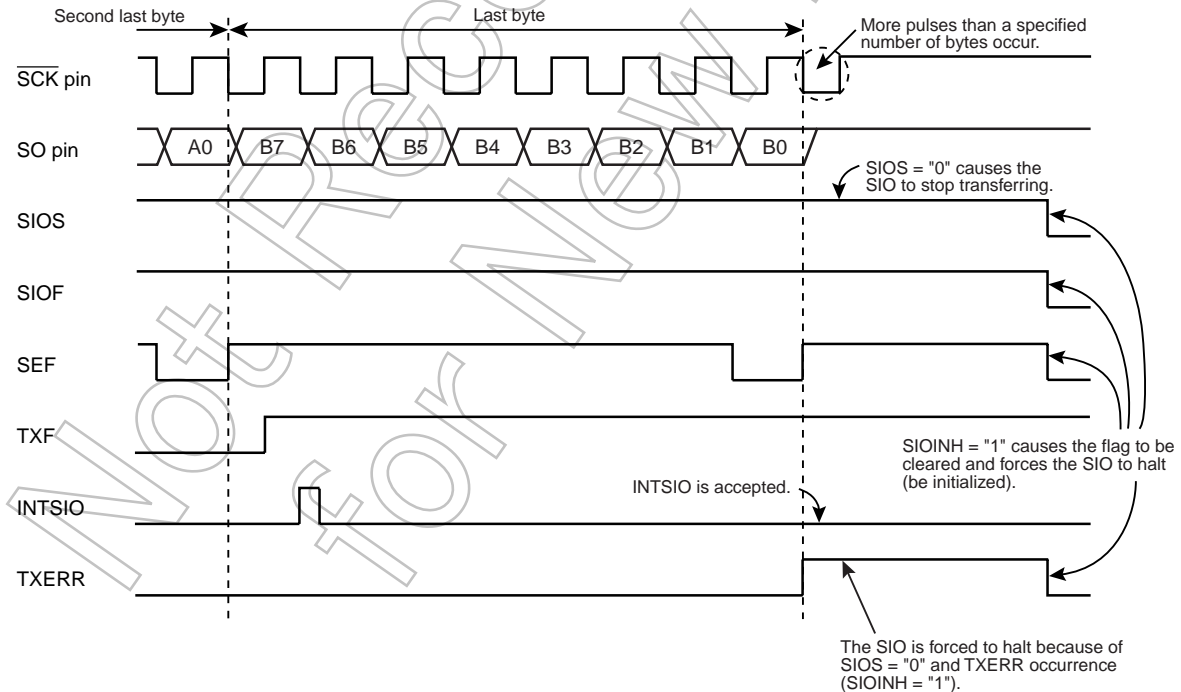 Second last byte
Last byte
More pulses than a specified
number of bytes occur.
SCK pin
SO pin
A0 B7 B6 B5 B4 B3 B2 B1 B0
SIOS = "0" causes the
SIO to stop transferring.
SIOS
SIOF
SEF
TXF
SIOINH = "1" causes the flag to be
cleared and forces the SIO to halt
(be initialized).
INTSIO is accepted.
INTSIO
TXERR
The SIO is forced to halt because of
SIOS = "0" and TXERR occurrence
(SIOINH = "1").
Not
for New